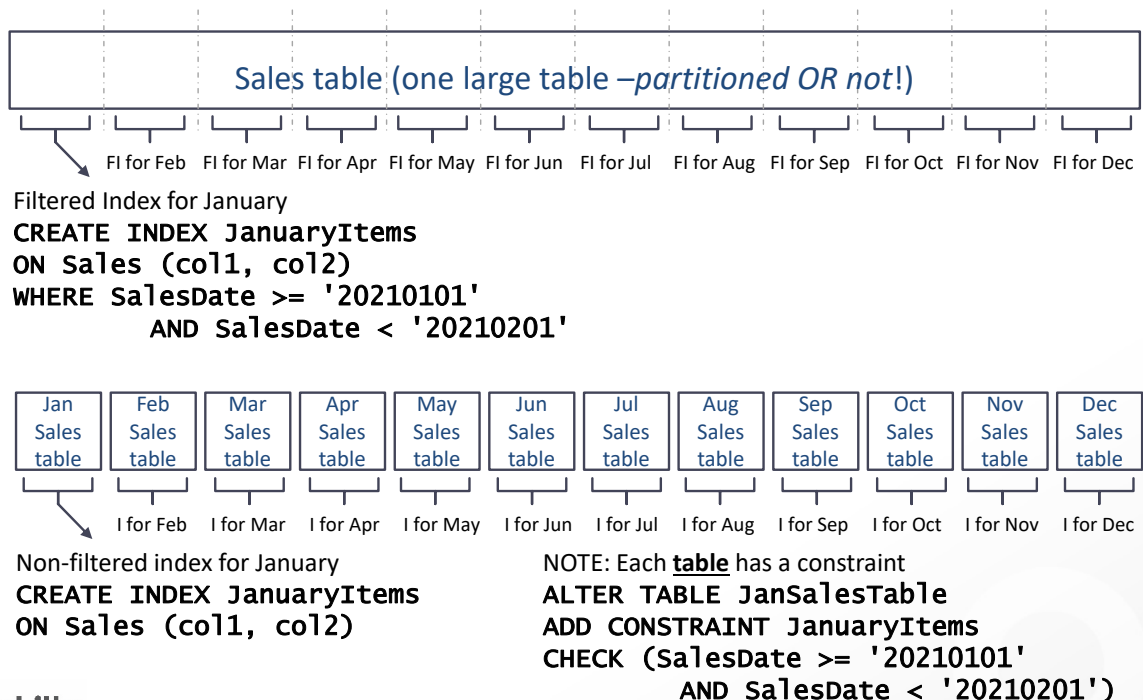 Sales table (one large table –partitioned OR not!)
FI for Feb FI for Mar FI for Apr FI for May FI for Jun FI for Jul FI for Aug FI for Sep FI for Oct FI for Nov FI for Dec
Filtered Index for January
CREATE INDEX JanuaryItems
ON Sales (col1, col2)
WHERE SalesDate >= '20210101'
AND SalesDate < '20210201'
Jan Feb Mar Apr May Jun Jul Aug Sep Oct Nov Dec
Sales Sales Sales Sales Sales Sales Sales Sales Sales Sales Sales Sales
table table table table table table table table table table table table
I for Feb I for Mar I for Apr I for May I for Jun I for Jul I for Aug I for Sep I for Oct I for Nov I for Dec
Non-filtered index for January
CREATE INDEX JanuaryItems
ON Sales (col1, col2)
NOTE: Each table has a constraint
ALTER TABLE JanSalesTable
ADD CONSTRAINT JanuaryItems
CHECK (SalesDate >= '20210101'
AND SalesDate < '20210201')